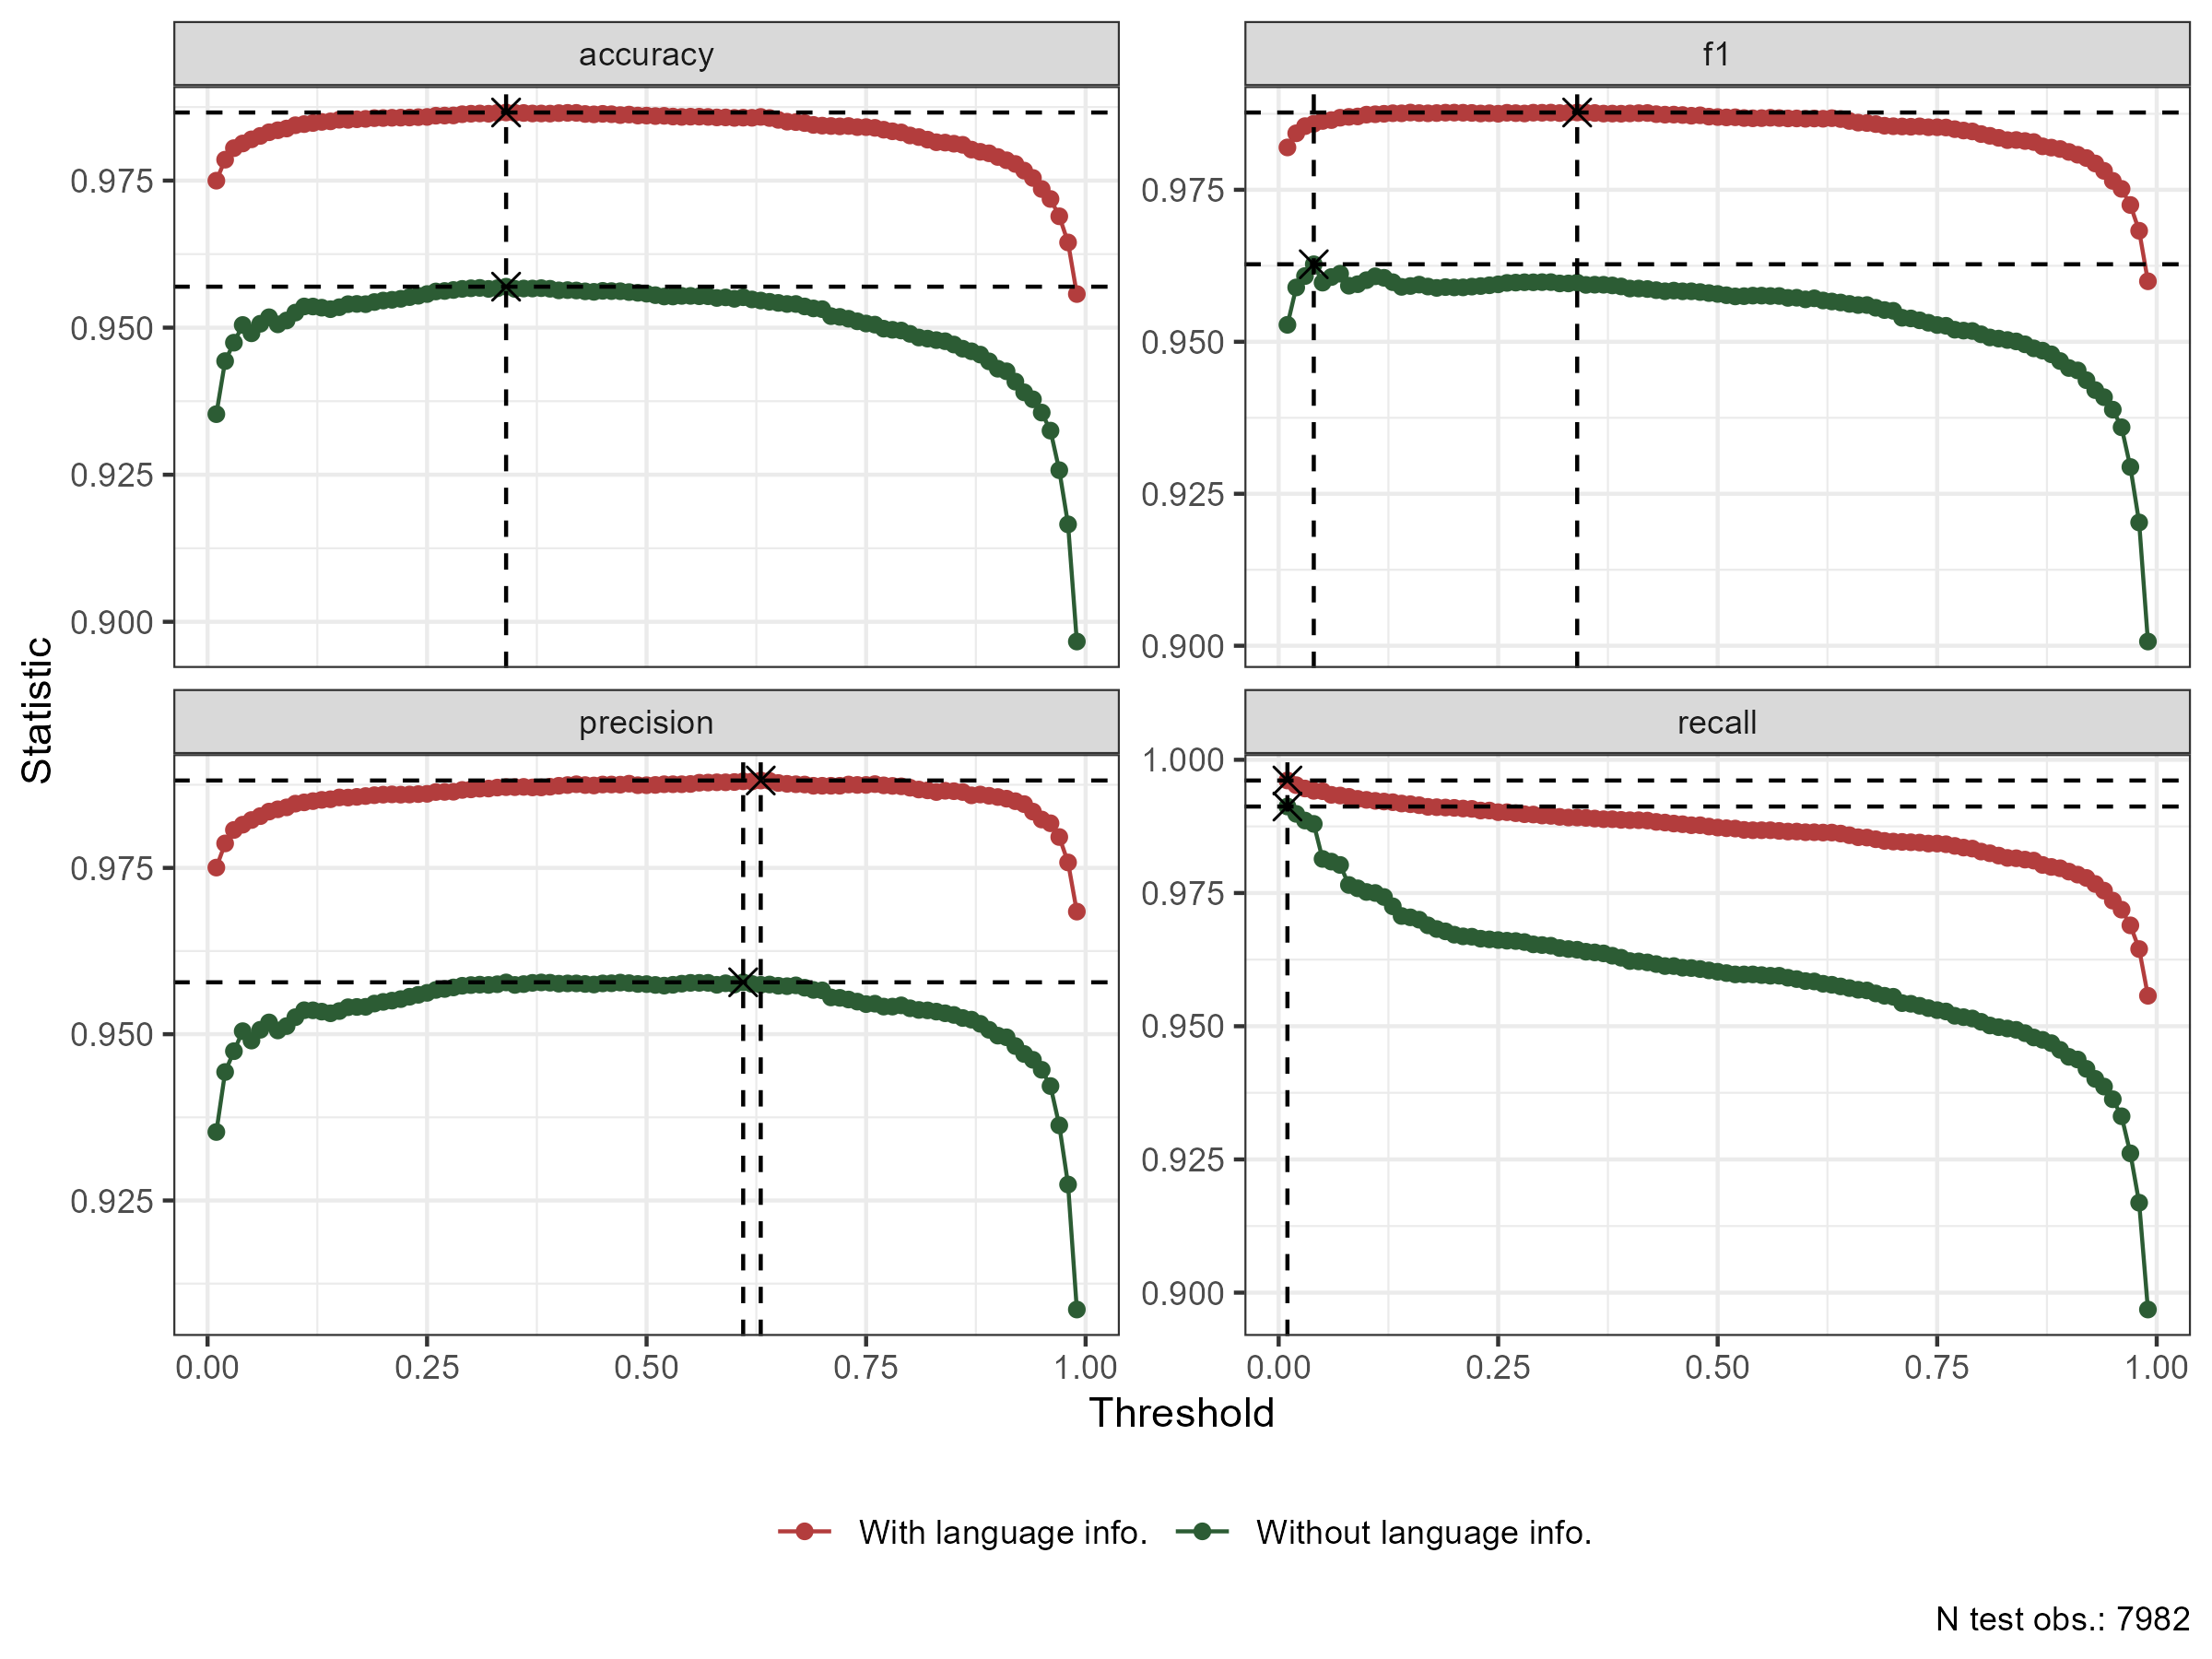 accuracy
f1
0.975
0.950
0.925
0.900
0.975
0.950
0.925
0.900
Statistic
precision
recall
0.975
0.950
0.925
1.000
0.975
0.950
0.925
0.900
0.00 0.25 0.50 0.75 1.00
0.00 0.25 0.50 0.75 1.00
Threshold
With language info. Without language info.
N test obs.: 7982